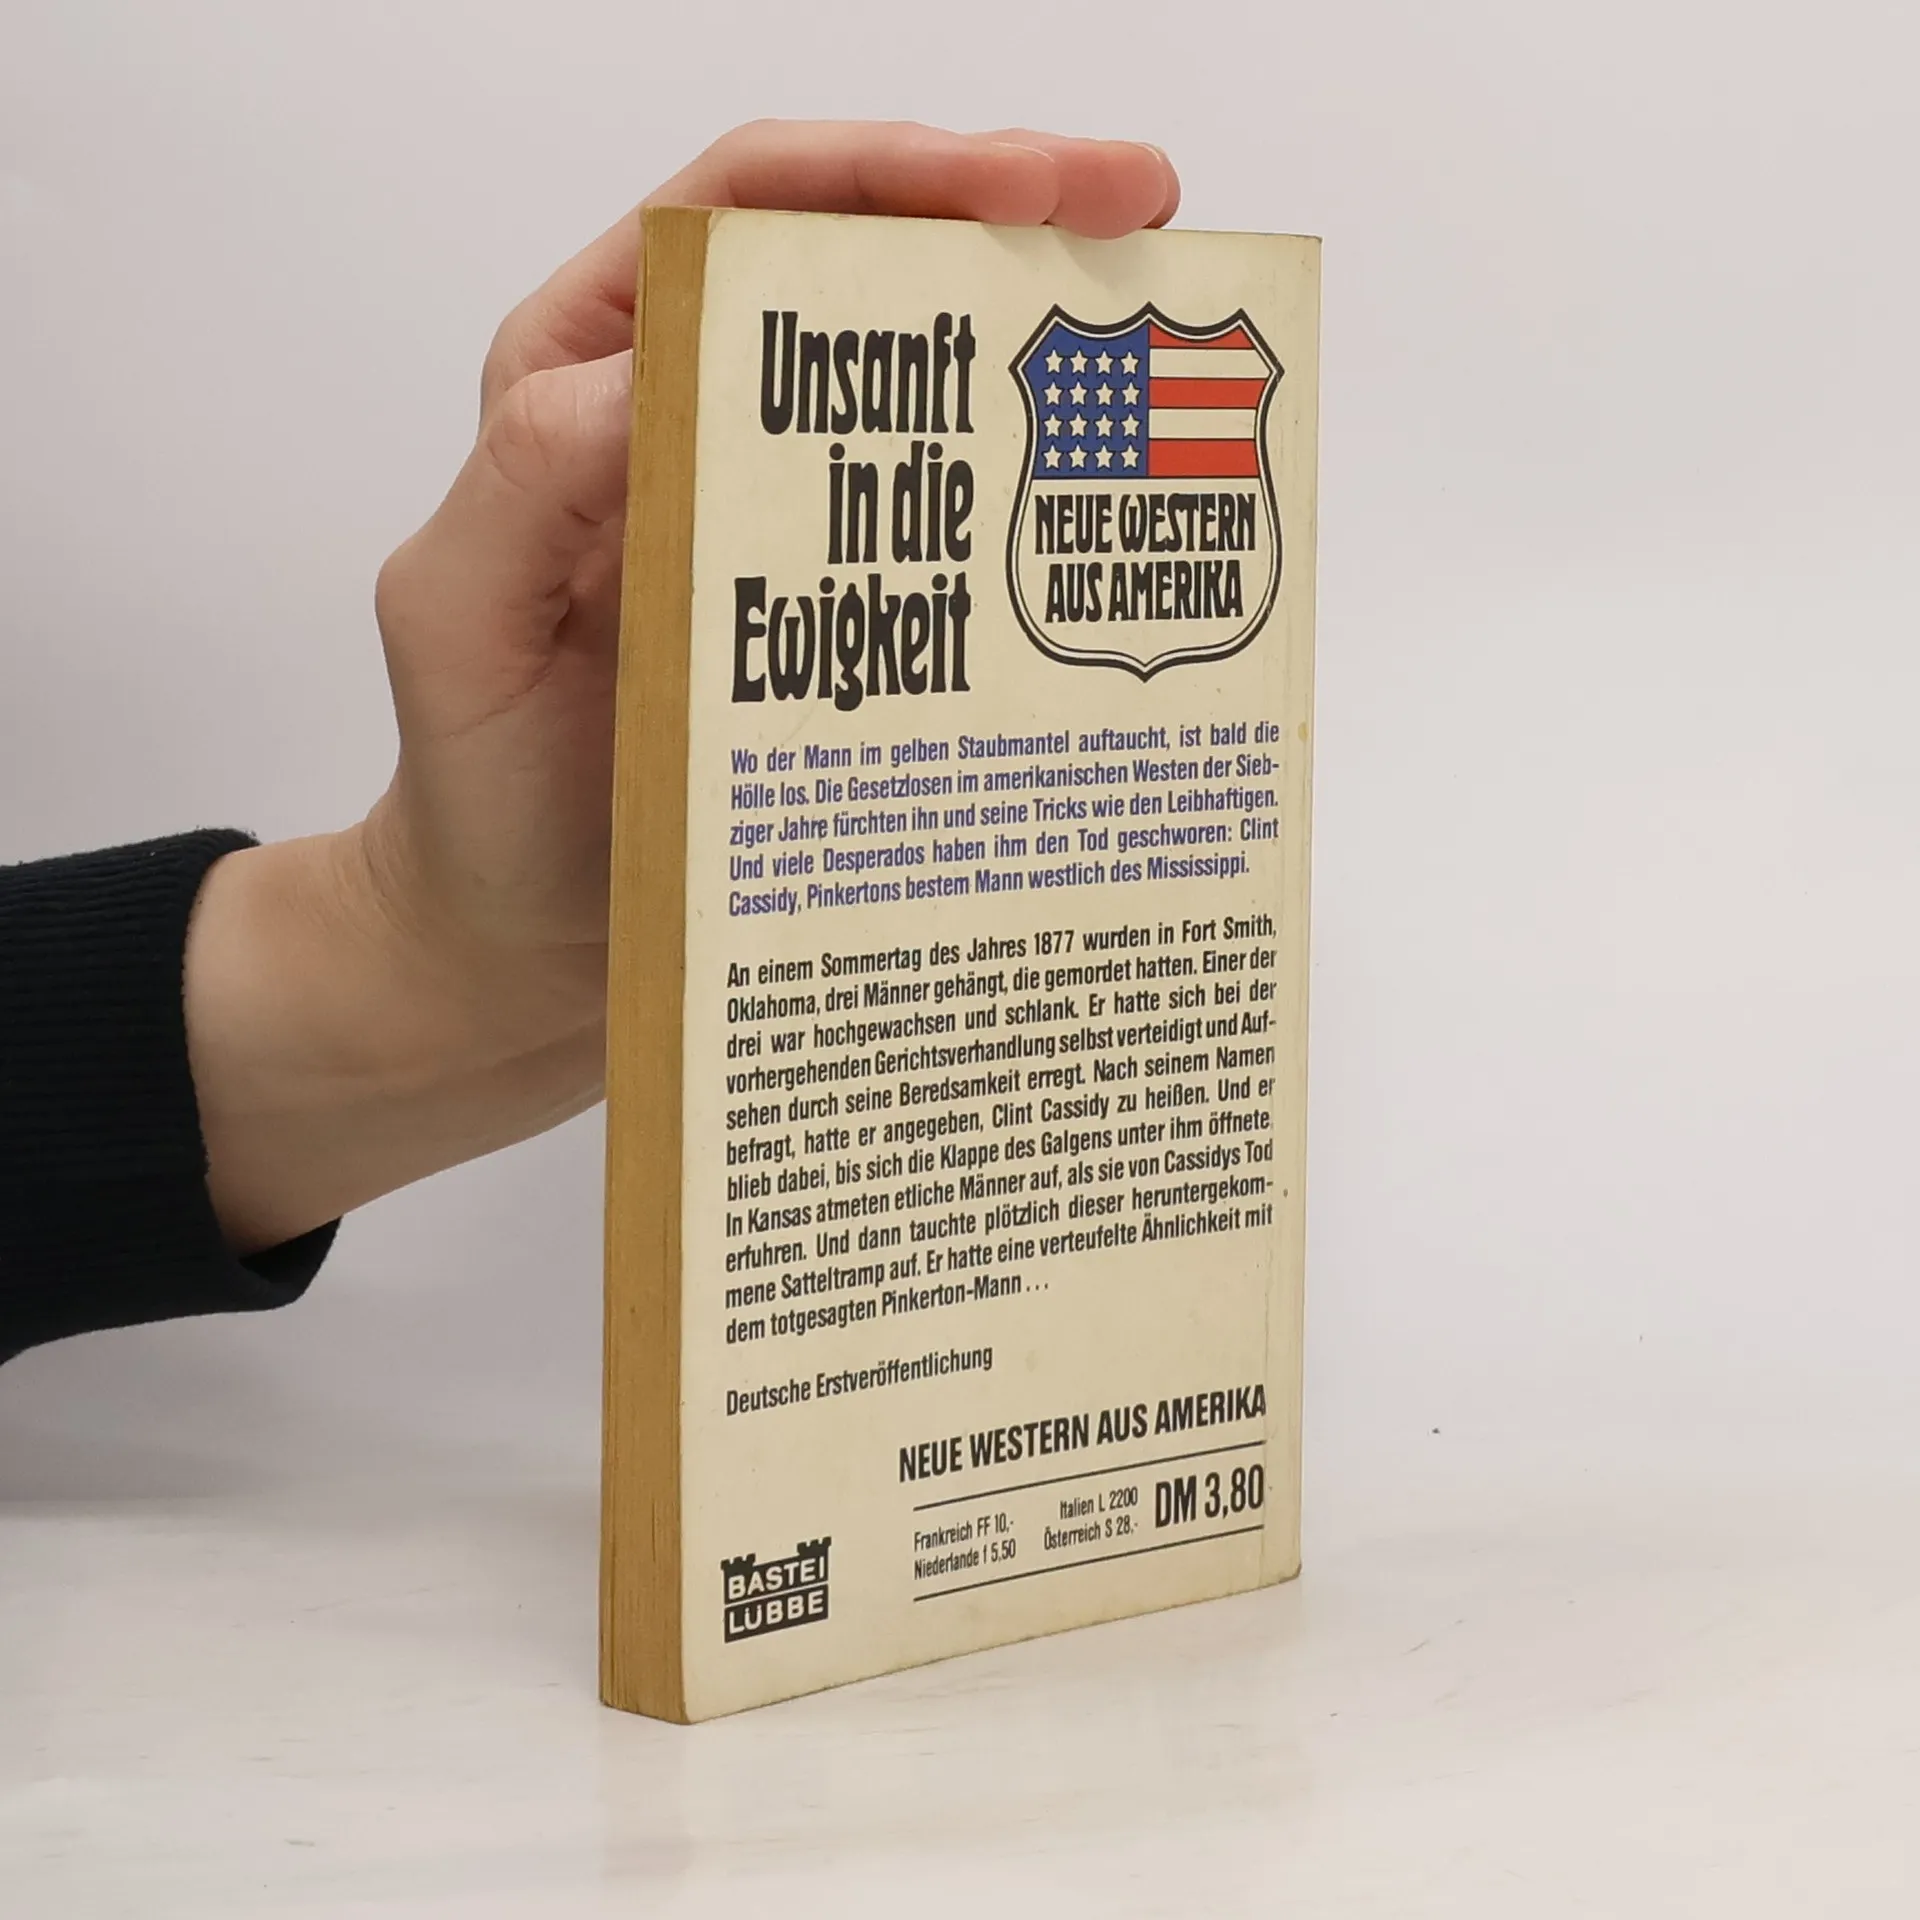 Unsanft
in die
Ewigkeit
NEUE WESTERN
AUS AMERIKA
Wo der Mann im gelben Staubmantel auftaucht, ist bald die
Hölle los. Die Gesetzlosen im amerikanischen Westen der Sieb-
ziger Jahre fürchten ihn und seine Tricks wie den Leibhaftigen.
Und viele Desperados haben ihm den Tod geschworen: Clint
Cassidy, Pinkertons bestem Mann westlich des Mississippi.
An einem Sommertag des Jahres 1877 wurden in Fort Smith,
Oklahoma, drei Männer gehängt, die gemordet hatten. Einer der
drei war hochgewachsen und schlank. Er hatte sich bei der
vorhergehenden Gerichtsverhandlung selbst verteidigt und Auf-
sehen durch seine Beredsamkeit erregt. Nach seinem Namen
befragt, hatte er angegeben, Clint Cassidy zu heißen. Und er
blieb dabei, bis sich die Klappe des Galgens unter ihm öffnete.
In Kansas atmeten etliche Männer auf, als sie von Cassidys Tod
erfuhren. Und dann tauchte plötzlich dieser heruntergekom-
mene Satteltramp auf. Er hatte eine verteufelte Ähnlichkeit mit
dem totgesagten Pinkerton-Mann . . .
Deutsche Erstveröffentlichung
NEUE WESTERN AUS AMERIKA
Frankreich FF 10,- Italien L 2200 DM 3,80
Niederlande f 5,50 Österreich S 28,-
BASTEI
LÜBBE